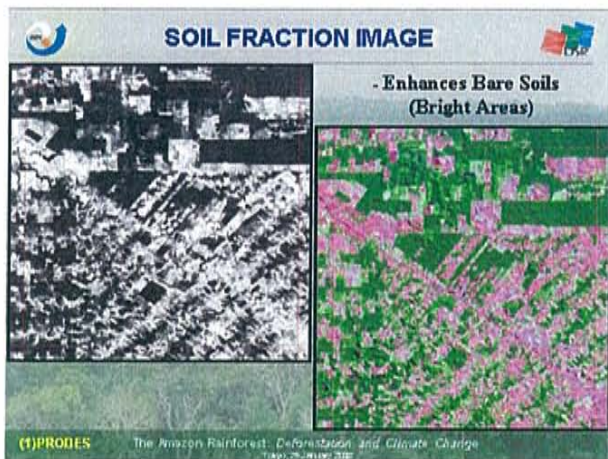 SOIL FRACTION IMAGE
- Enhances Bare Soils
(Bright Areas)
(1)PRODES
The Amazon Rainforest: Deforestation and Climate Change